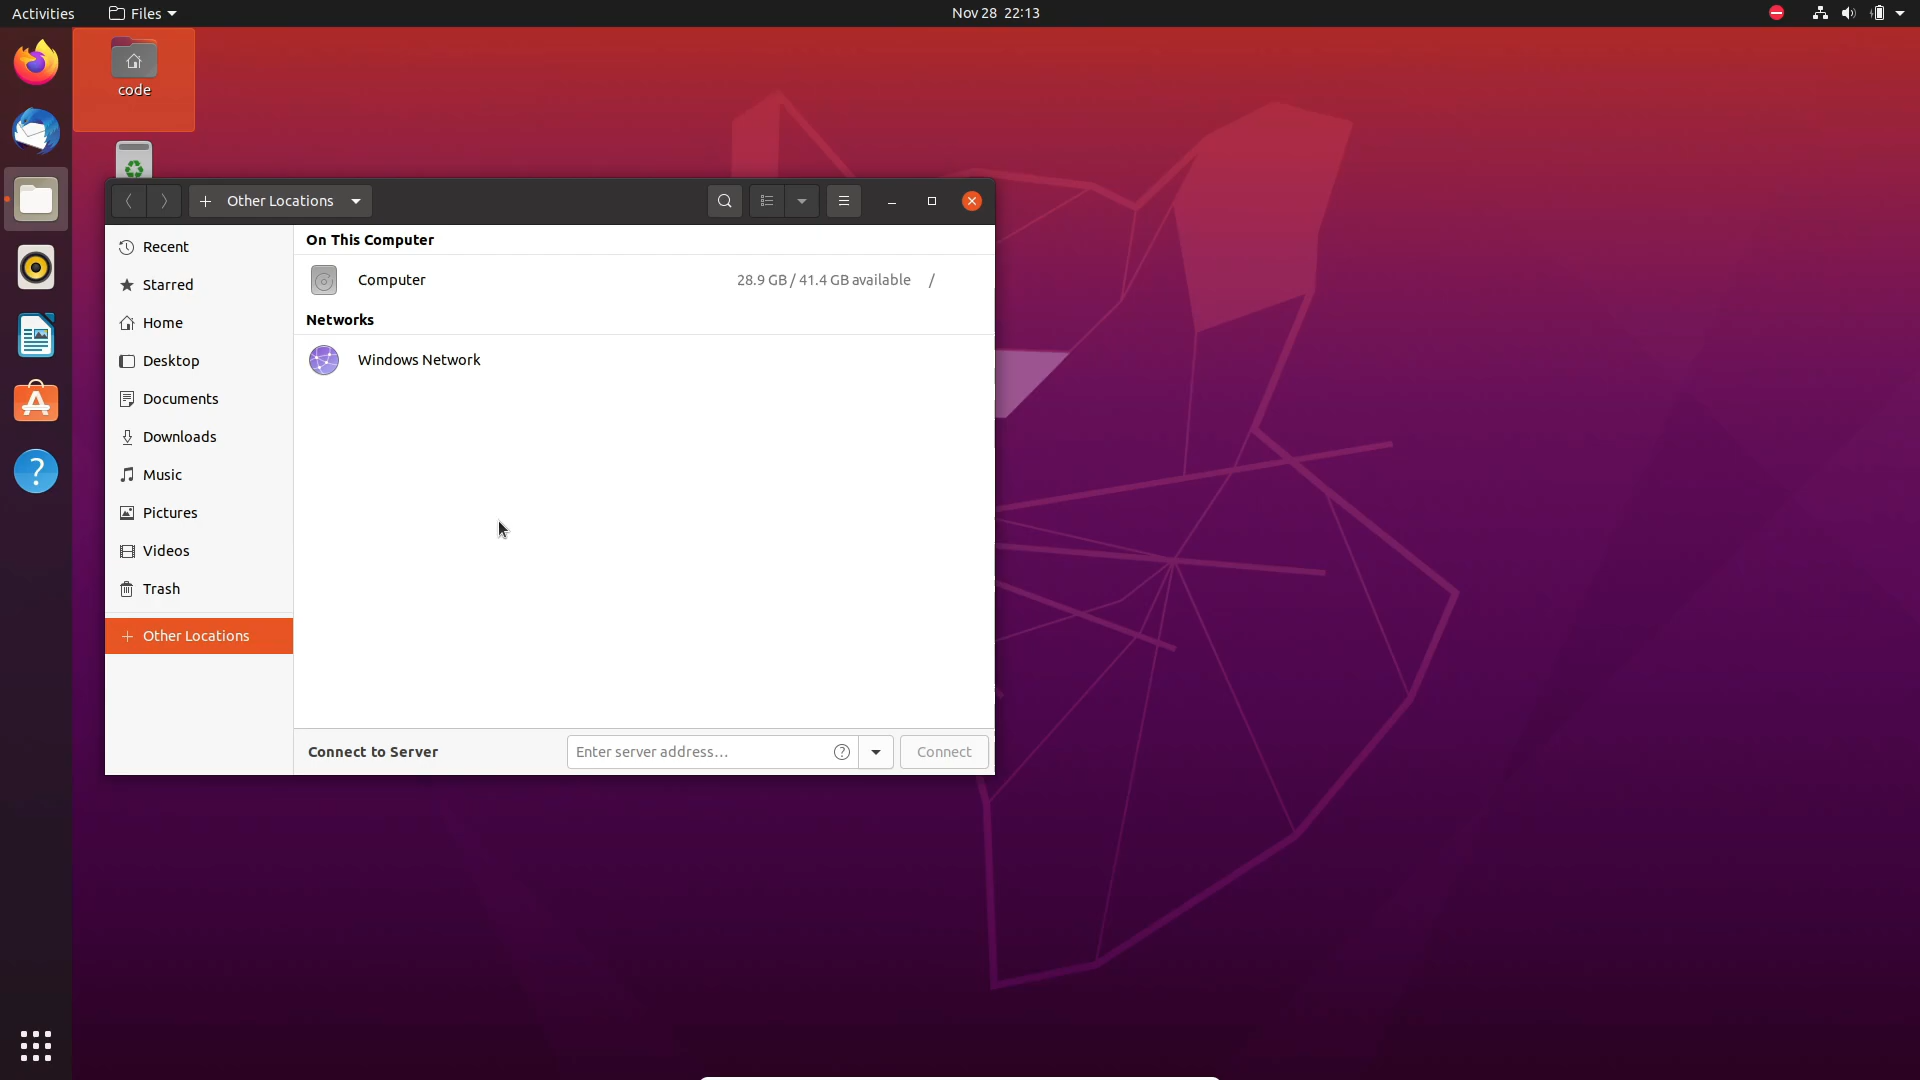 Activities Files Nov 28 22:13
code
Other Locations
Recent
Starred
Home
Desktop
Documents
Downloads
Music
Pictures
Videos
Trash
Other Locations
On This Computer
Computer 28.9 GB / 41.4 GB available /
Networks
Windows Network
Connect to Server Enter server address... ? Connect